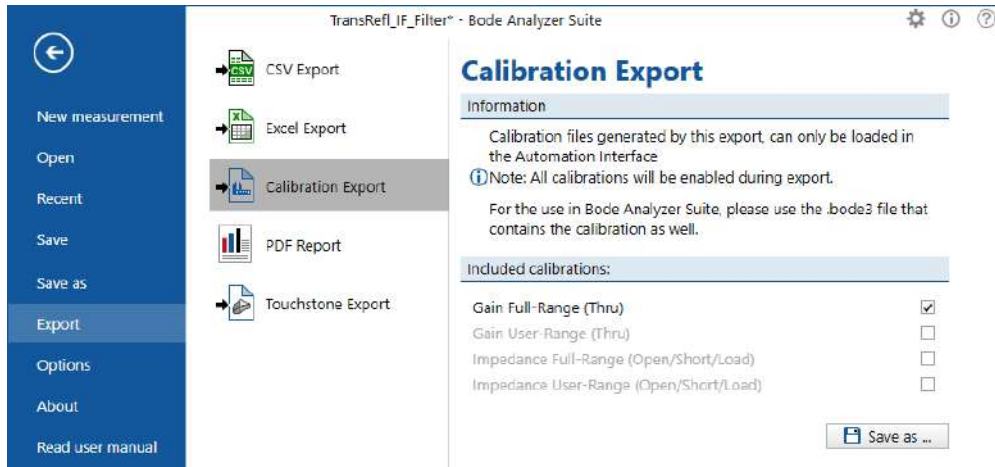 TransRefl_IF_Filter* - Bode Analyzer Suite
New measurement
Open
Recent
Save
Save as
Export
Options
About
Read user manual
CSV
CSV Export
XL
Excel Export
Calibration Export
PDF Report
Touchstone Export
Calibration Export
Information
Calibration files generated by this export, can only be loaded in
the Automation Interface
Note: All calibrations will be enabled during export.
For the use in Bode Analyzer Suite, please use the .bode3 file that
contains the calibration as well.
Included calibrations:
Gain Full-Range (Thru)
Gain User-Range (Thru)
Impedance Full-Range (Open/Short/Load)
Impedance User-Range (Open/Short/Load)
Save as ...